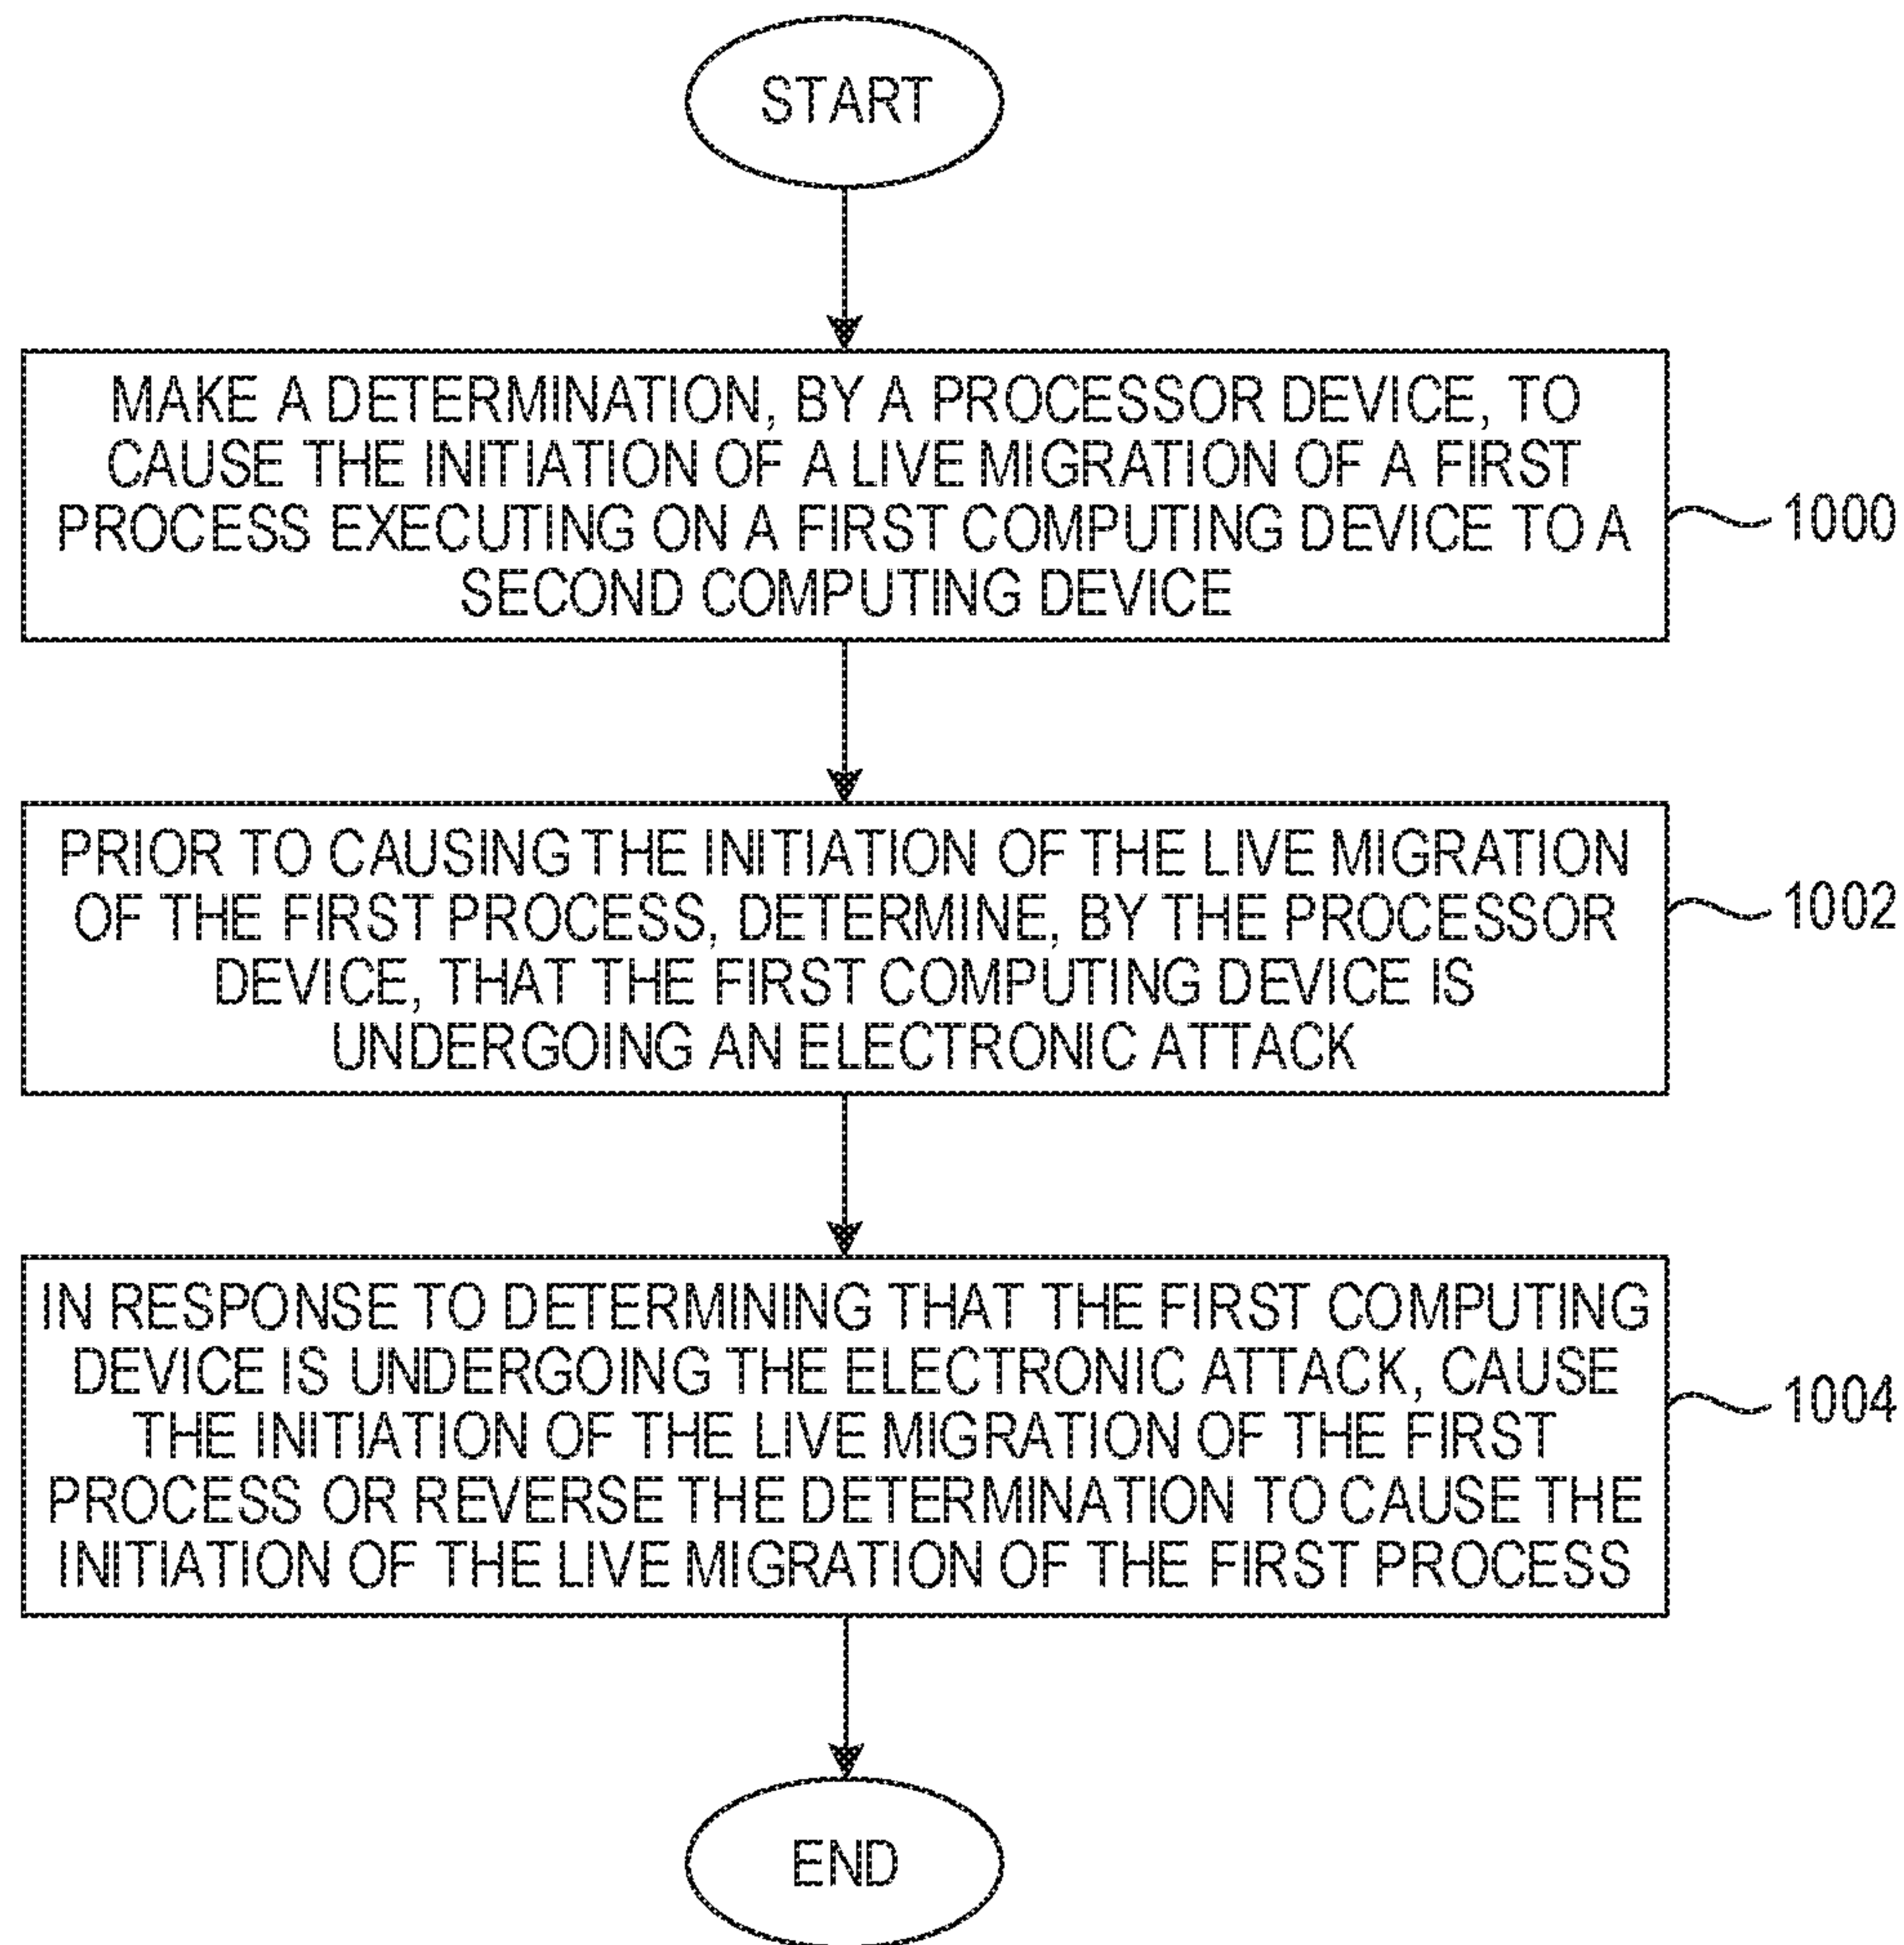 START
MAKE A DETERMINATION, BY A PROCESSOR DEVICE, TO
CAUSE THE INITIATION OF A LIVE MIGRATION OF A FIRST
PROCESS EXECUTING ON A FIRST COMPUTING DEVICE TO A
SECOND COMPUTING DEVICE
1000
PRIOR TO CAUSING THE INITIATION OF THE LIVE MIGRATION
OF THE FIRST PROCESS, DETERMINE, BY THE PROCESSOR
DEVICE, THAT THE FIRST COMPUTING DEVICE IS
UNDERGOING AN ELECTRONIC ATTACK
1002
IN RESPONSE TO DETERMINING THAT THE FIRST COMPUTING
DEVICE IS UNDERGOING THE ELECTRONIC ATTACK, CAUSE
THE INITIATION OF THE LIVE MIGRATION OF THE FIRST
PROCESS OR REVERSE THE DETERMINATION TO CAUSE THE
INITIATION OF THE LIVE MIGRATION OF THE FIRST PROCESS
1004
END